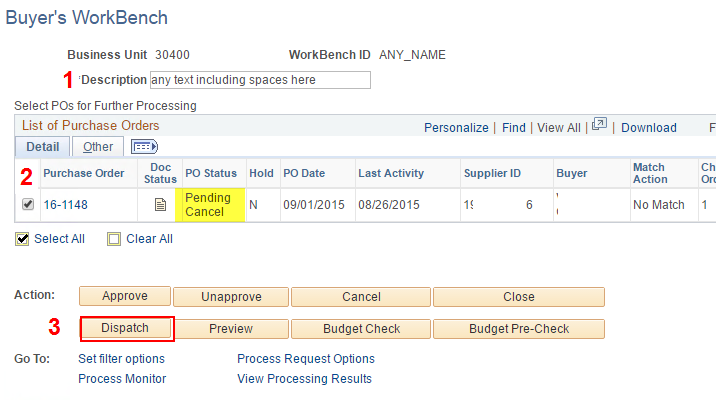 Buyer's WorkBench
Business Unit 30400 WorkBench ID ANY_NAME
1 *Description any text including spaces here
Select POs for Further Processing
List of Purchase Orders Personalize | Find | View All | | Download F
Detail Other
2 Purchase Order Doc Status PO Status Hold PO Date Last Activity Supplier ID Buyer Match Action Ch Or
16-1148 Pending Cancel N 09/01/2015 08/26/2015 19 6 No Match 1
Select All Clear All
Action: Approve Unapprove Cancel Close
3 Dispatch Preview Budget Check Budget Pre-Check
Go To: Set filter options Process Request Options
Process Monitor View Processing Results